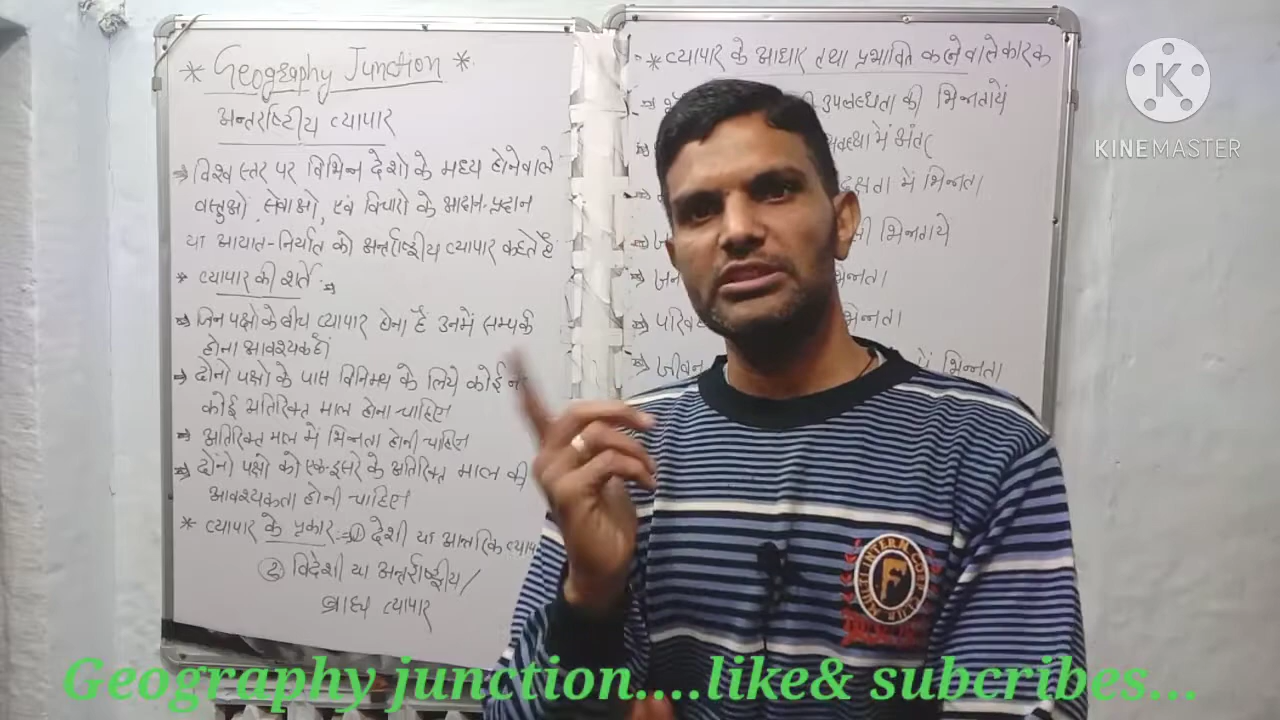 * Geography Junction *
अन्तर्राष्ट्रीय व्यापार
⇒ विश्व स्तर पर विभिन्न देशो के मध्य होनेवाले
वस्तुओ, सेवाओ, एवं विचारो के आदान-प्रदान
या आयात-निर्यात को अन्तर्राष्ट्रीय व्यापार कहते है
* व्यापार की शर्ते ⇒
⇒ जिन पक्षो के बीच व्यापार होना है उनमें सम्पर्क
होना आवश्यक है।
⇒ दोनो पक्षो के पास विनिमय के लिये कोई न
कोई अतिरिक्त माल होना चाहिए
⇒ अतिरिक्त माल में भिन्नता होनी चाहिए
⇒ दोनो पक्षो को एक-दूसरे के अतिरिक्त माल की
आवश्यकता होनी चाहिए।
* व्यापार के प्रकार ⇒ ① देशी या आन्तरिक
② विदेशी या अन्तर्राष्ट्रीय/
बाह्य व्यापार
* व्यापार के आधार तथा प्रभावित करने वाले कारक
उपलब्धता की भिन्नतायें
में अंतर
में भिन्नता
भिन्नतायें
भिन्नता
भिन्नता
में भिन्नता
KINEMASTER
INTERN
Geography junction....like& subcribes...